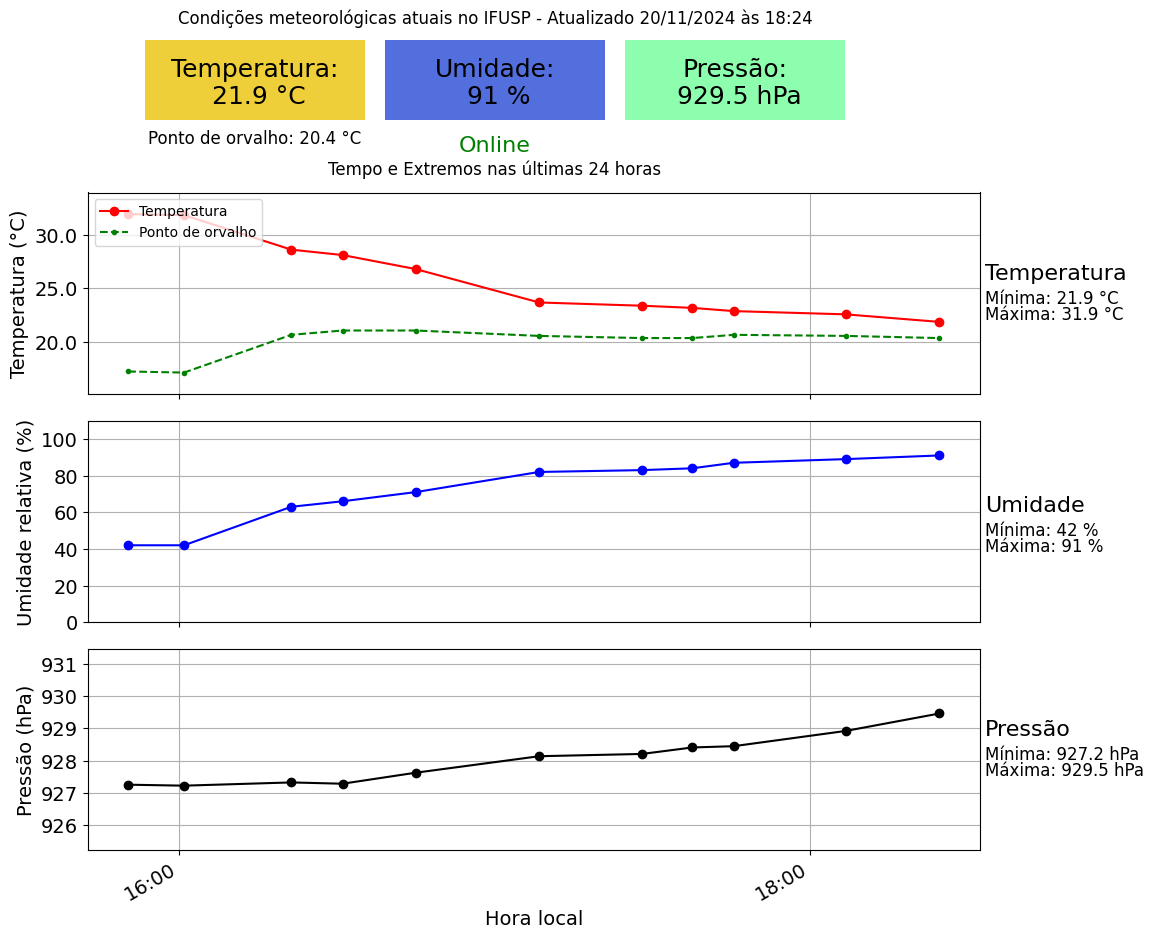 Condições meteorológicas atuais no IFUSP - Atualizado 20/11/2024 às 18:24
Temperatura:
21.9 °C
Umidade:
91 %
Pressão:
929.5 hPa
Ponto de orvalho: 20.4 °C
Online
Tempo e Extremos nas últimas 24 horas
Temperatura (°C)
30.0
25.0
20.0
Temperatura
Ponto de orvalho
Temperatura
Mínima: 21.9 °C
Máxima: 31.9 °C
Umidade relativa (%)
100
80
60
40
20
0
Umidade
Mínima: 42 %
Máxima: 91 %
Pressão (hPa)
931
930
929
928
927
926
Pressão
Mínima: 927.2 hPa
Máxima: 929.5 hPa
16:00
18:00
Hora local